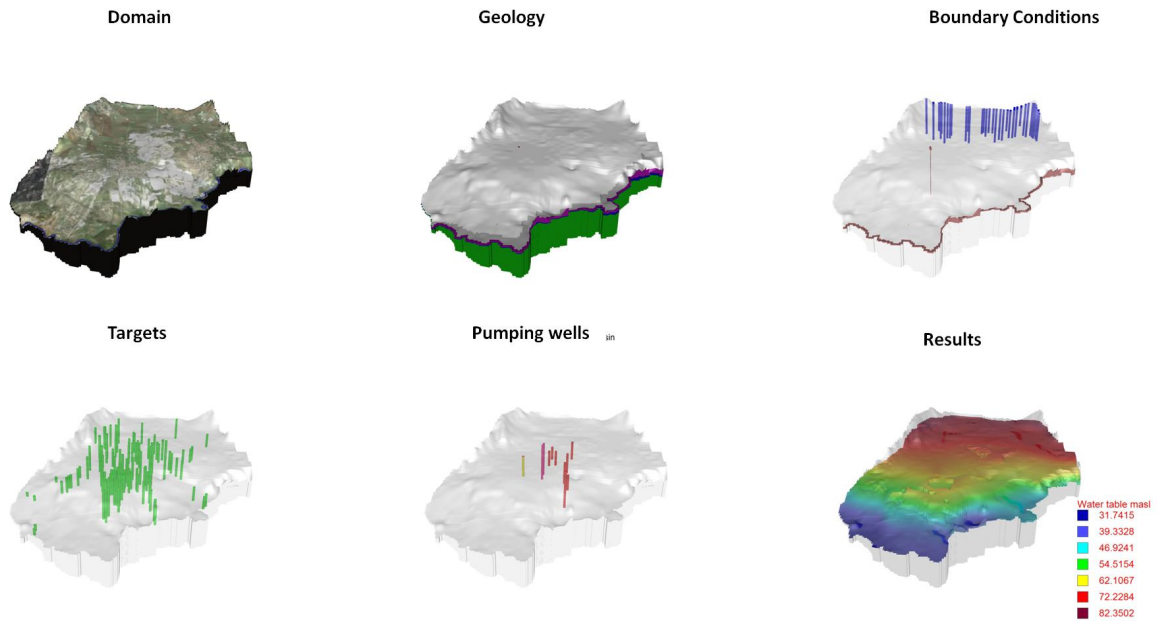 Domain
Geology
Boundary Conditions
Targets
Pumping wells
sin
Results
Water table masl
31.7415
39.3328
46.9241
54.5154
62.1067
72.2284
82.3502